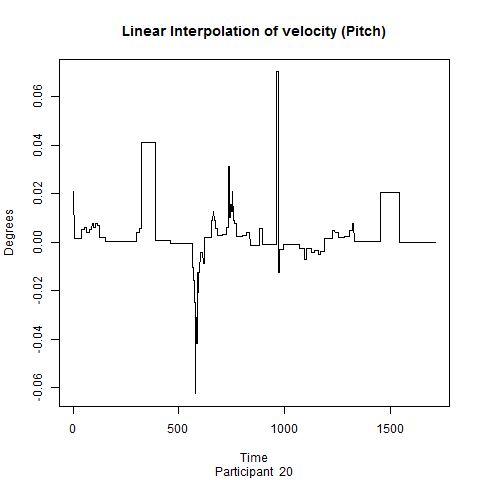 Linear Interpolation of velocity (Pitch)
Degrees
0.06
0.04
0.02
0.00
-0.02
-0.04
-0.06
0 500 1000 1500
Time
Participant 20